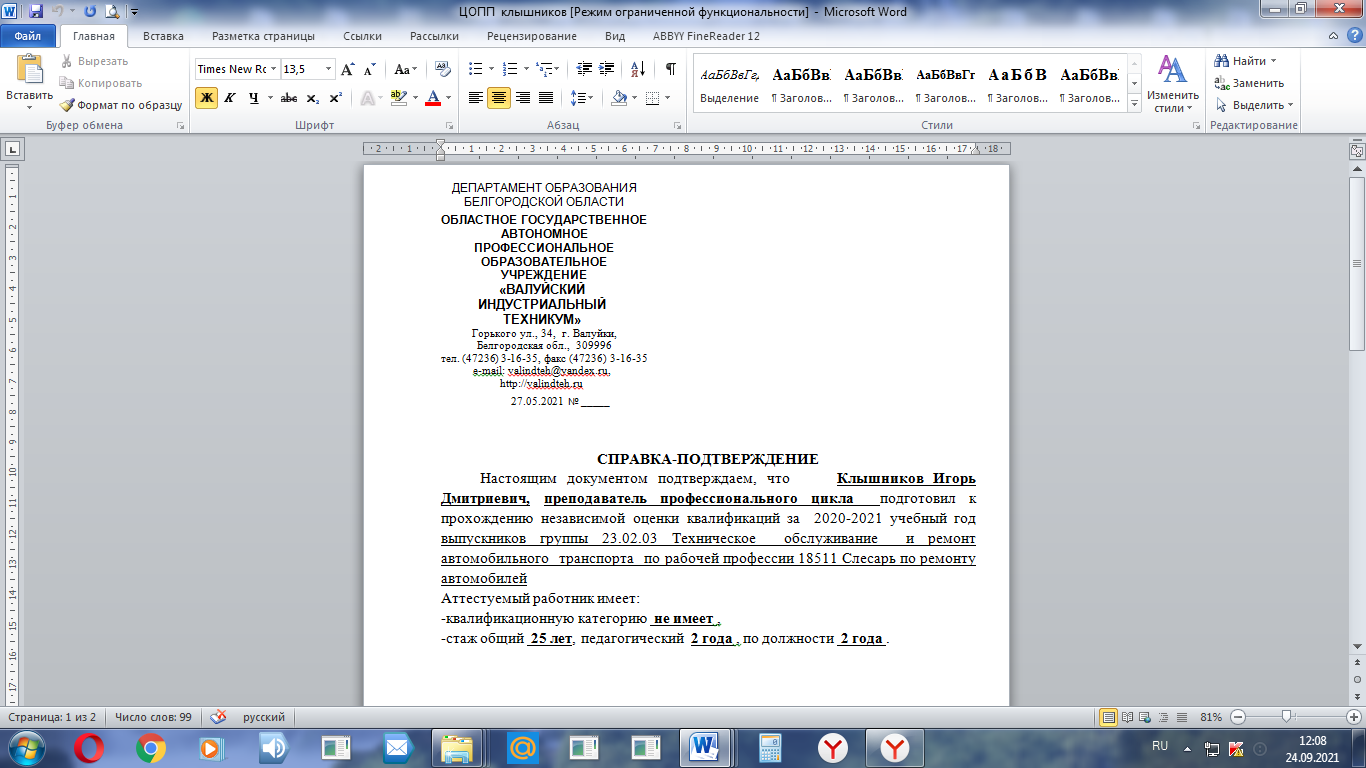 ЦОПП клышников [Режим ограниченной функциональности] - Microsoft Word
Файл Главная Вставка Разметка страницы Ссылки Рассылки Рецензирование Вид ABBYY FineReader 12
Вставить
Вырезать
Копировать
Формат по образцу
Буфер обмена
Times New Ro 13,5
Шрифт
Абзац
АаБбВвГг, АаБбВв АаБбВв АаБбВвГг АаБбВ АаБбВв
Выделение ¶ Заголов... ¶ Заголов... ¶ Заголов... ¶ Заголов... ¶ Заголов...
Изменить стили
Стили
Найти
Заменить
Выделить
Редактирование
ДЕПАРТАМЕНТ ОБРАЗОВАНИЯ
БЕЛГОРОДСКОЙ ОБЛАСТИ
ОБЛАСТНОЕ ГОСУДАРСТВЕННОЕ
АВТОНОМНОЕ
ПРОФЕССИОНАЛЬНОЕ
ОБРАЗОВАТЕЛЬНОЕ
УЧРЕЖДЕНИЕ
«ВАЛУЙСКИЙ
ИНДУСТРИАЛЬНЫЙ
ТЕХНИКУМ»
Горького ул., 34, г. Валуйки,
Белгородская обл., 309996
тел. (47236) 3-16-35, факс (47236) 3-16-35
e-mail: valindteh@yandex.ru,
http://valindteh.ru
27.05.2021 № _____
СПРАВКА-ПОДТВЕРЖДЕНИЕ
Настоящим документом подтверждаем, что Клышников Игорь
Дмитриевич, преподаватель профессионального цикла подготовил к
прохождению независимой оценки квалификаций за 2020-2021 учебный год
выпускников группы 23.02.03 Техническое обслуживание и ремонт
автомобильного транспорта по рабочей профессии 18511 Слесарь по ремонту
автомобилей
Аттестуемый работник имеет:
-квалификационную категорию не имеет ,
-стаж общий 25 лет, педагогический 2 года , по должности 2 года .
Страница: 1 из 2 Число слов: 99 русский 81%
RU 12:08
24.09.2021